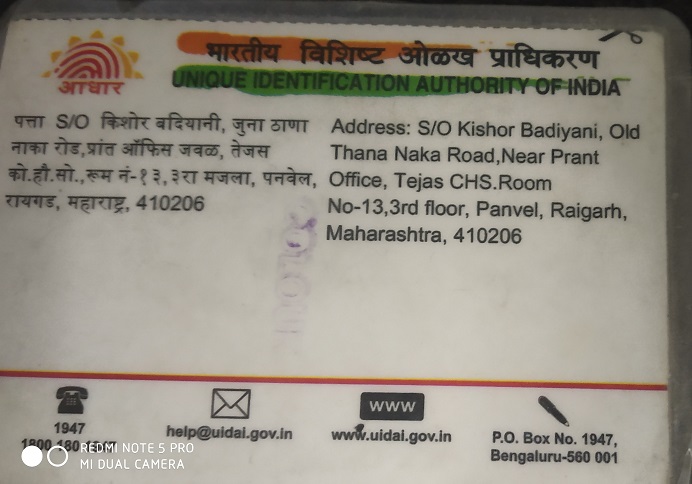 भारतीय विशिष्ट ओळख प्राधिकरण
UNIQUE IDENTIFICATION AUTHORITY OF INDIA
आधार
पत्ता S/O किशोर बदियानी, जुना ठाणा
नाका रोड,प्रांत ऑफिस जवळ, तेजस
को.हौ.सो.,रूम नं-१३,३रा मजला, पनवेल,
रायगड, महाराष्ट्र, 410206
Address: S/O Kishor Badiyani, Old
Thana Naka Road,Near Prant
Office, Tejas CHS.Room
No-13,3rd floor, Panvel, Raigarh,
Maharashtra, 410206
1947
1800 180 1947
help@uidai.gov.in
WWW
www.uidai.gov.in
P.O. Box No. 1947,
Bengaluru-560 001
REDMI NOTE 5 PRO
MI DUAL CAMERA